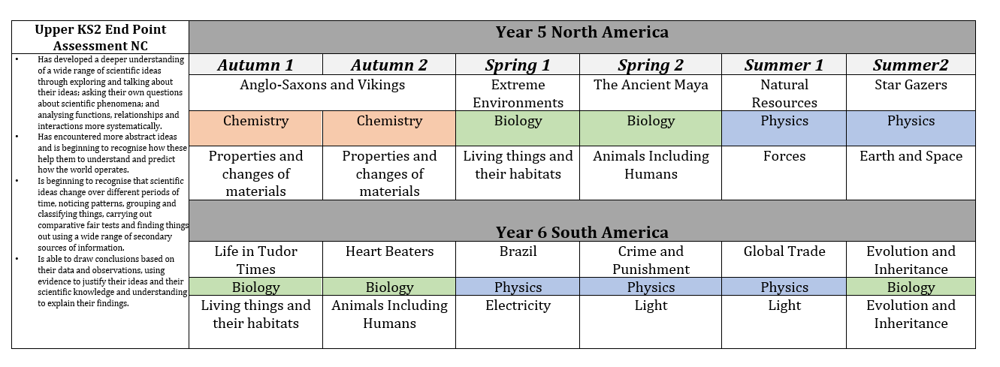 Upper KS2 End Point
Assessment NC
• Has developed a deeper understanding
of a wide range of scientific ideas
through exploring and talking about
their ideas; asking their own questions
about scientific phenomena; and
analysing functions, relationships and
interactions more systematically.
• Has encountered more abstract ideas
and is beginning to recognise how these
help them to understand and predict
how the world operates.
• Is beginning to recognise that scientific
ideas change over different periods of
time, noticing patterns, grouping and
classifying things, carrying out
comparative fair tests and finding things
out using a wide range of secondary
sources of information.
• Is able to draw conclusions based on
their data and observations, using
evidence to justify their ideas and their
scientific knowledge and understanding
to explain their findings.
Year 5 North America
Autumn 1 Autumn 2 Spring 1 Spring 2 Summer 1 Summer2
Anglo-Saxons and Vikings
Extreme
Environments
The Ancient Maya
Natural
Resources
Star Gazers
Chemistry Chemistry Biology Biology Physics Physics
Properties and
changes of
materials
Properties and
changes of
materials
Living things and
their habitats
Animals Including
Humans
Forces
Earth and Space
Year 6 South America
Life in Tudor
Times
Heart Beaters
Brazil
Crime and
Punishment
Global Trade
Evolution and
Inheritance
Biology Biology Physics Physics Physics Biology
Living things and
their habitats
Animals Including
Humans
Electricity
Light
Light
Evolution and
Inheritance